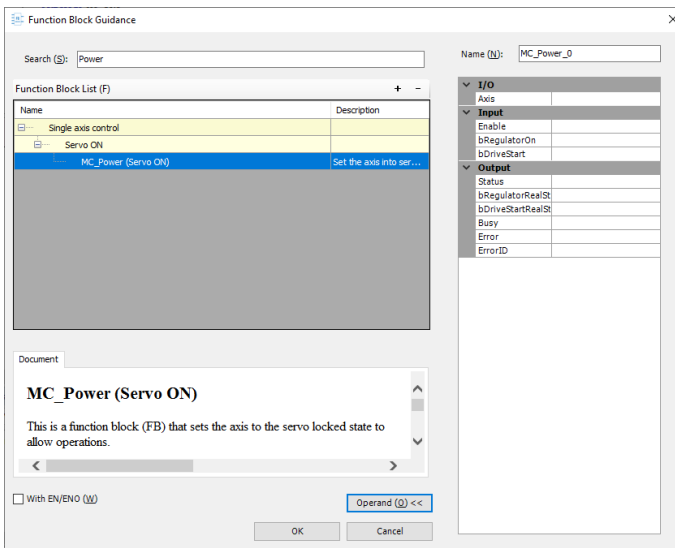 Function Block Guidance
Search (S): Power
Function Block List (F) + -
Name Description
Single axis control
Servo ON
MC_Power (Servo ON) Set the axis into ser...
Document
MC_Power (Servo ON)
This is a function block (FB) that sets the axis to the servo locked state to
allow operations.
With EN/ENO (W)
Operand (O) <<
OK Cancel
Name (N): MC_Power_0
I/O
Axis
Input
Enable
bRegulatorOn
bDriveStart
Output
Status
bRegulatorRealSt
bDriveStartRealSt
Busy
Error
ErrorID